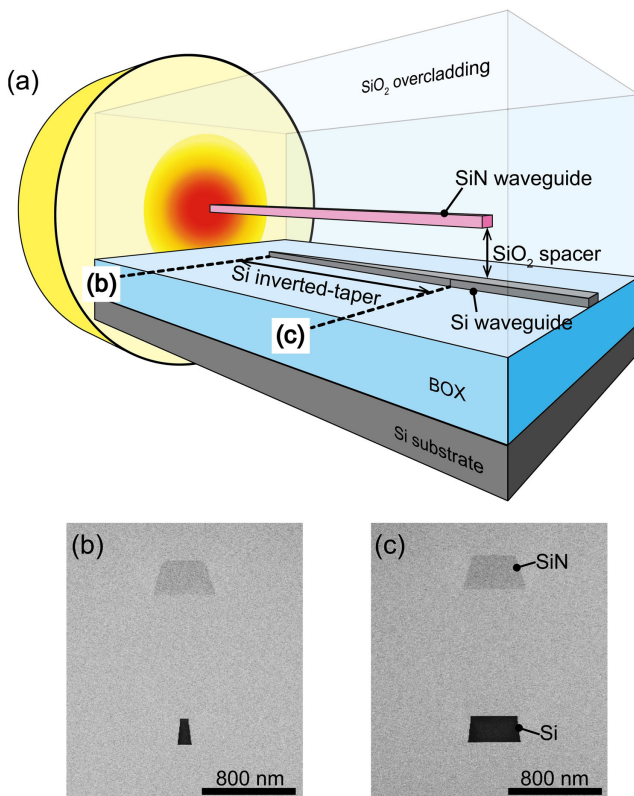 (a)
SiO₂ overcladding
SiN waveguide
SiO₂ spacer
(b)
Si inverted-taper
(c)
Si waveguide
BOX
Si substrate
(b)
800 nm
(c)
SiN
Si
800 nm